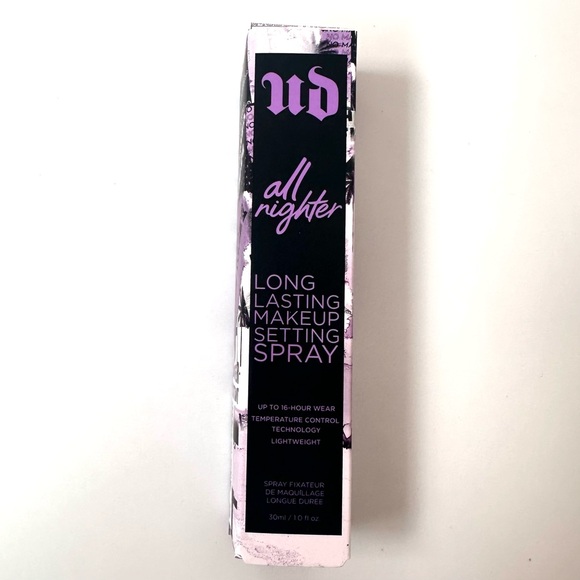 UD
all
nighter
LONG
LASTING
MAKEUP
SETTING
SPRAY
UP TO 16-HOUR WEAR
TEMPERATURE CONTROL
TECHNOLOGY
LIGHTWEIGHT
SPRAY FIXATEUR
DE MAQUILLAGE
LONGUE DURÉE
30ml / 1.0 fl oz